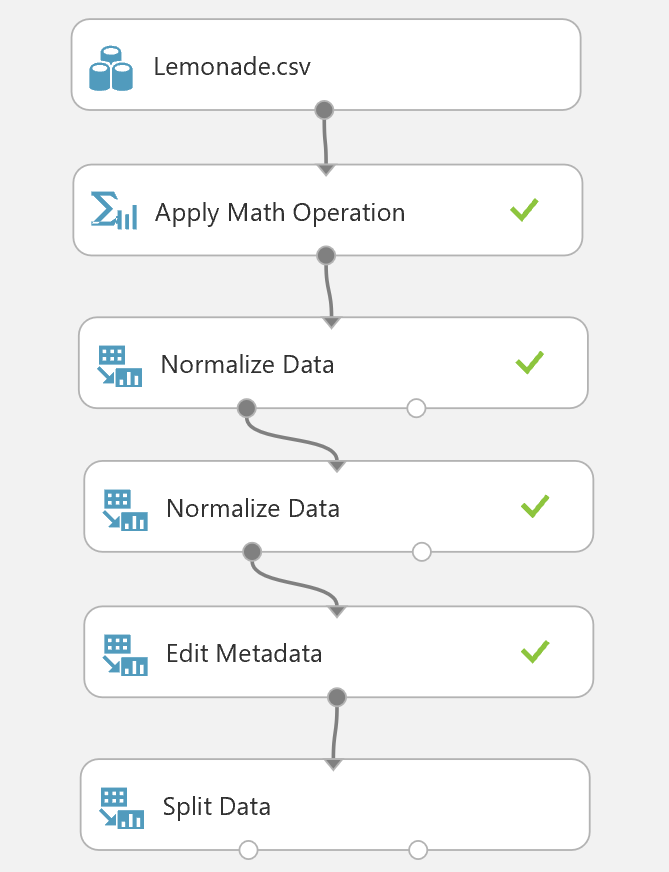 Lemonade.csv
Apply Math Operation
Normalize Data
Normalize Data
Edit Metadata
Split Data